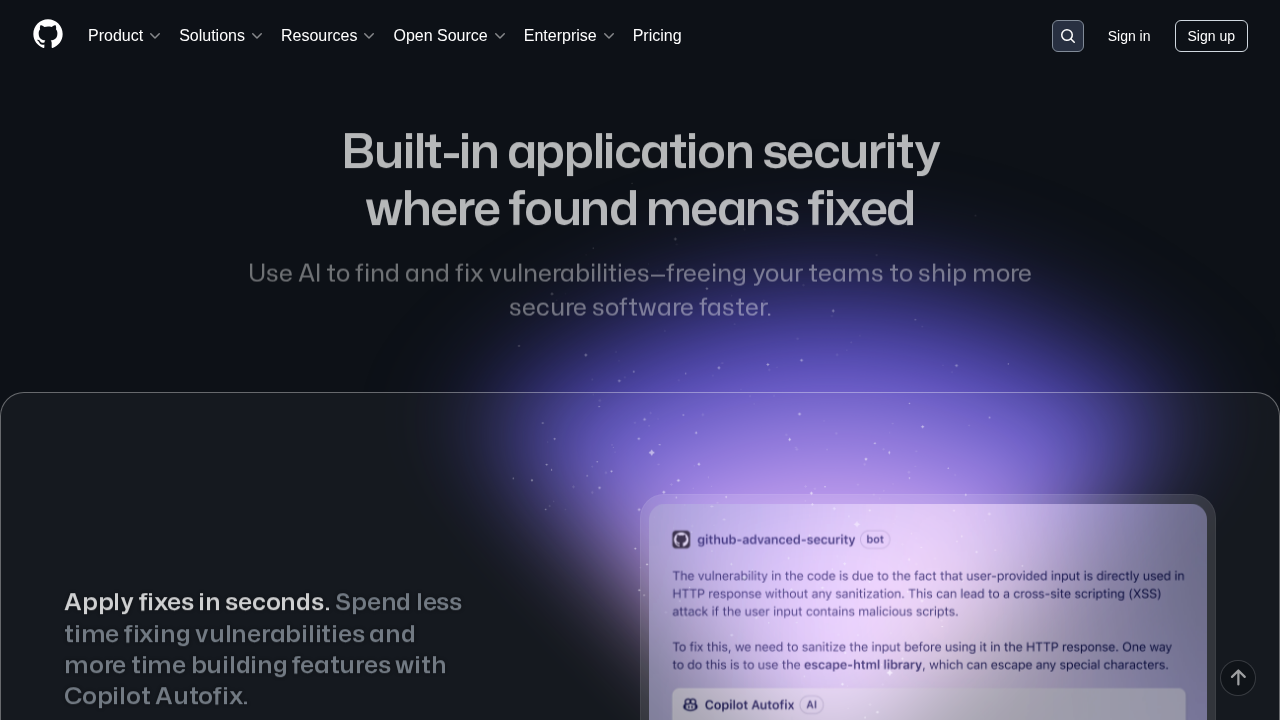 Product
Solutions
Resources
Open Source
Enterprise
Pricing
Sign in
Sign up
Built-in application security
where found means fixed
Use AI to find and fix vulnerabilities—freeing your teams to ship more
secure software faster.
Apply fixes in seconds. Spend less
time fixing vulnerabilities and
more time building features with
Copilot Autofix.
github-advanced-security bot
The vulnerability in the code is due to the fact that user-provided input is directly used in
HTTP response without any sanitization. This can lead to a cross-site scripting (XSS)
attack if the user input contains malicious scripts.
To fix this, we need to sanitize the input before using it in the HTTP response. One way
to do this is to use the escape-html library, which can escape any special characters.
Copilot Autofix AI